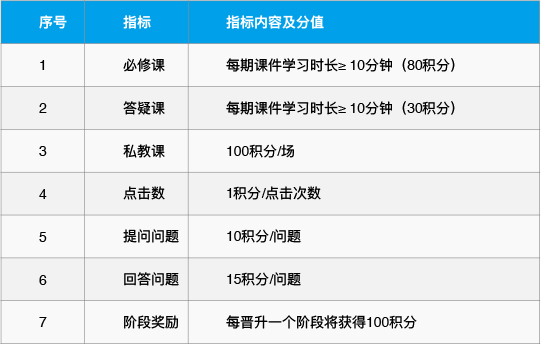 序号 指标 指标内容及分值
1 必修课 每期课件学习时长≥ 10分钟（80积分）
2 答疑课 每期课件学习时长≥ 10分钟（30积分）
3 私教课 100积分/场
4 点击数 1积分/点击次数
5 提问问题 10积分/问题
6 回答问题 15积分/问题
7 阶段奖励 每晋升一个阶段将获得100积分